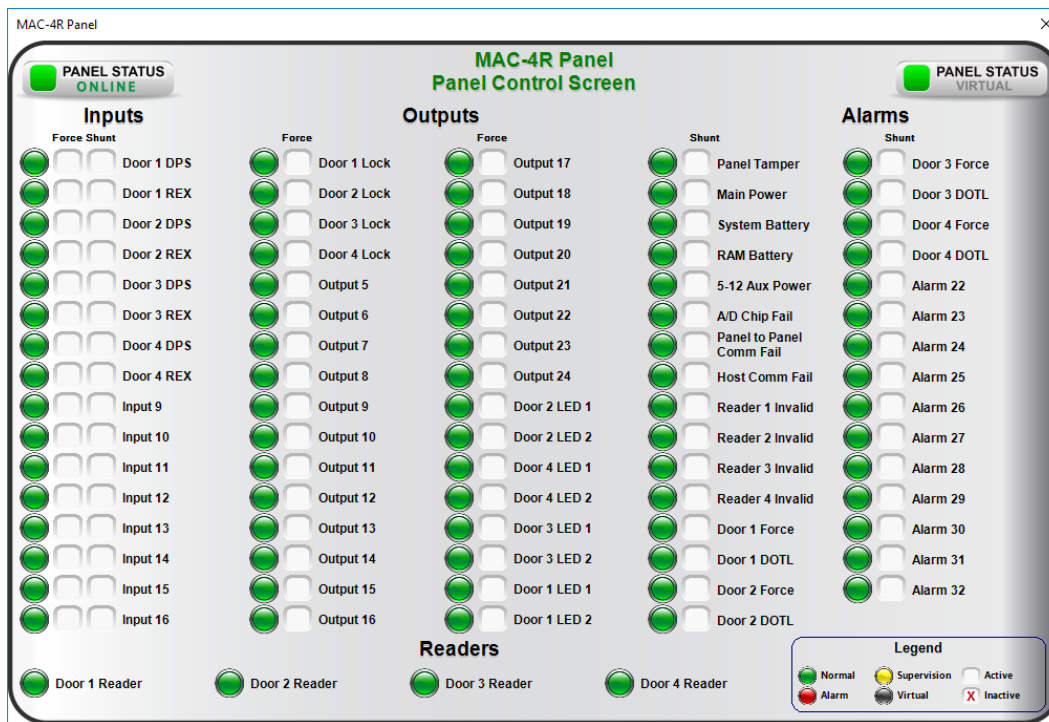 MAC-4R Panel
MAC-4R Panel
Panel Control Screen
PANEL STATUS
ONLINE
PANEL STATUS
VIRTUAL
Inputs
Force Shunt
Door 1 DPS
Door 1 REX
Door 2 DPS
Door 2 REX
Door 3 DPS
Door 3 REX
Door 4 DPS
Door 4 REX
Input 9
Input 10
Input 11
Input 12
Input 13
Input 14
Input 15
Input 16
Outputs
Force
Door 1 Lock
Door 2 Lock
Door 3 Lock
Door 4 Lock
Output 5
Output 6
Output 7
Output 8
Output 9
Output 10
Output 11
Output 12
Output 13
Output 14
Output 15
Output 16
Force
Output 17
Output 18
Output 19
Output 20
Output 21
Output 22
Output 23
Output 24
Door 2 LED 1
Door 2 LED 2
Door 4 LED 1
Door 4 LED 2
Door 3 LED 1
Door 3 LED 2
Door 1 LED 1
Door 1 LED 2
Alarms
Shunt
Panel Tamper
Main Power
System Battery
RAM Battery
5-12 Aux Power
A/D Chip Fail
Panel to Panel
Comm Fail
Host Comm Fail
Reader 1 Invalid
Reader 2 Invalid
Reader 3 Invalid
Reader 4 Invalid
Door 1 Force
Door 1 DOTL
Door 2 Force
Door 2 DOTL
Shunt
Door 3 Force
Door 3 DOTL
Door 4 Force
Door 4 DOTL
Alarm 22
Alarm 23
Alarm 24
Alarm 25
Alarm 26
Alarm 27
Alarm 28
Alarm 29
Alarm 30
Alarm 31
Alarm 32
Readers
Door 1 Reader
Door 2 Reader
Door 3 Reader
Door 4 Reader
Legend
Normal
Supervision
Active
Alarm
Virtual
X Inactive